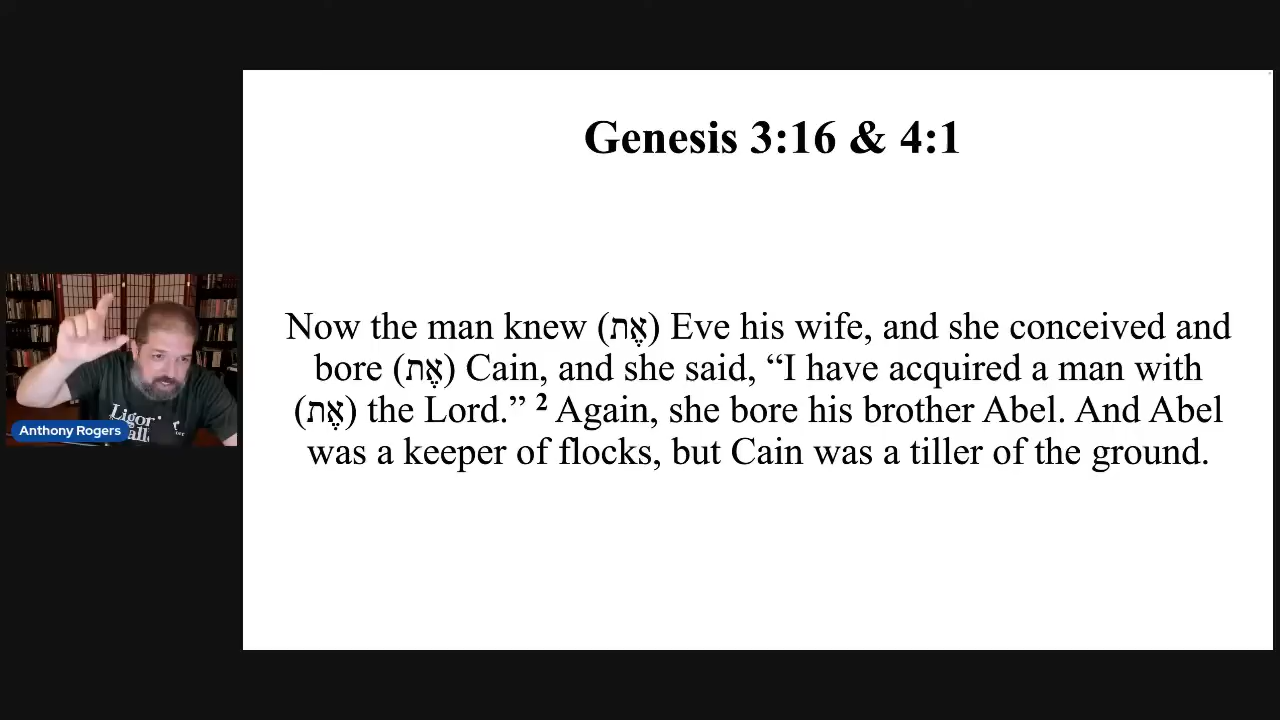 Genesis 3:16 & 4:1
Now the man knew (אֶת) Eve his wife, and she conceived and
bore (אֶת) Cain, and she said, “I have acquired a man with
(אֶת) the Lord.” ² Again, she bore his brother Abel. And Abel
was a keeper of flocks, but Cain was a tiller of the ground.
Anthony Rogers